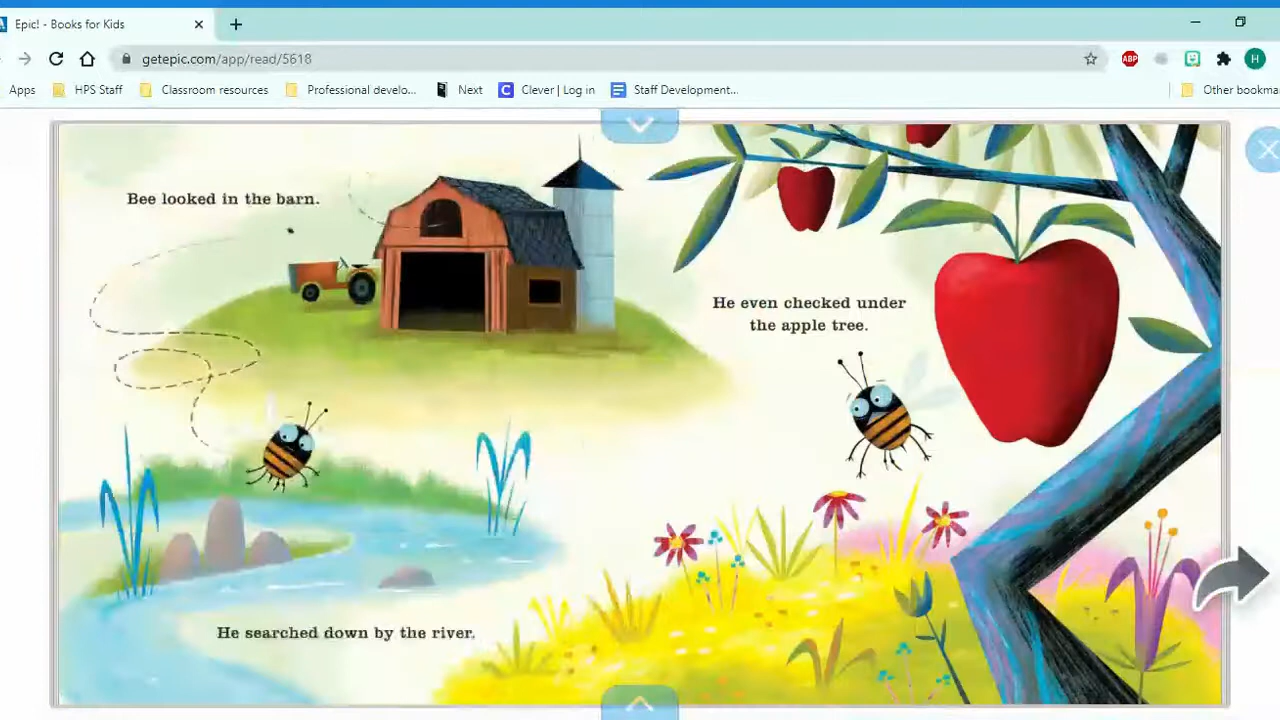 Epic! - Books for Kids
getepic.com/app/read/5618
ABP
H
Apps
HPS Staff
Classroom resources
Professional develo...
Next
C
Clever | Log in
Staff Development...
Other bookma
Bee looked in the barn.
He even checked under
the apple tree.
He searched down by the river.